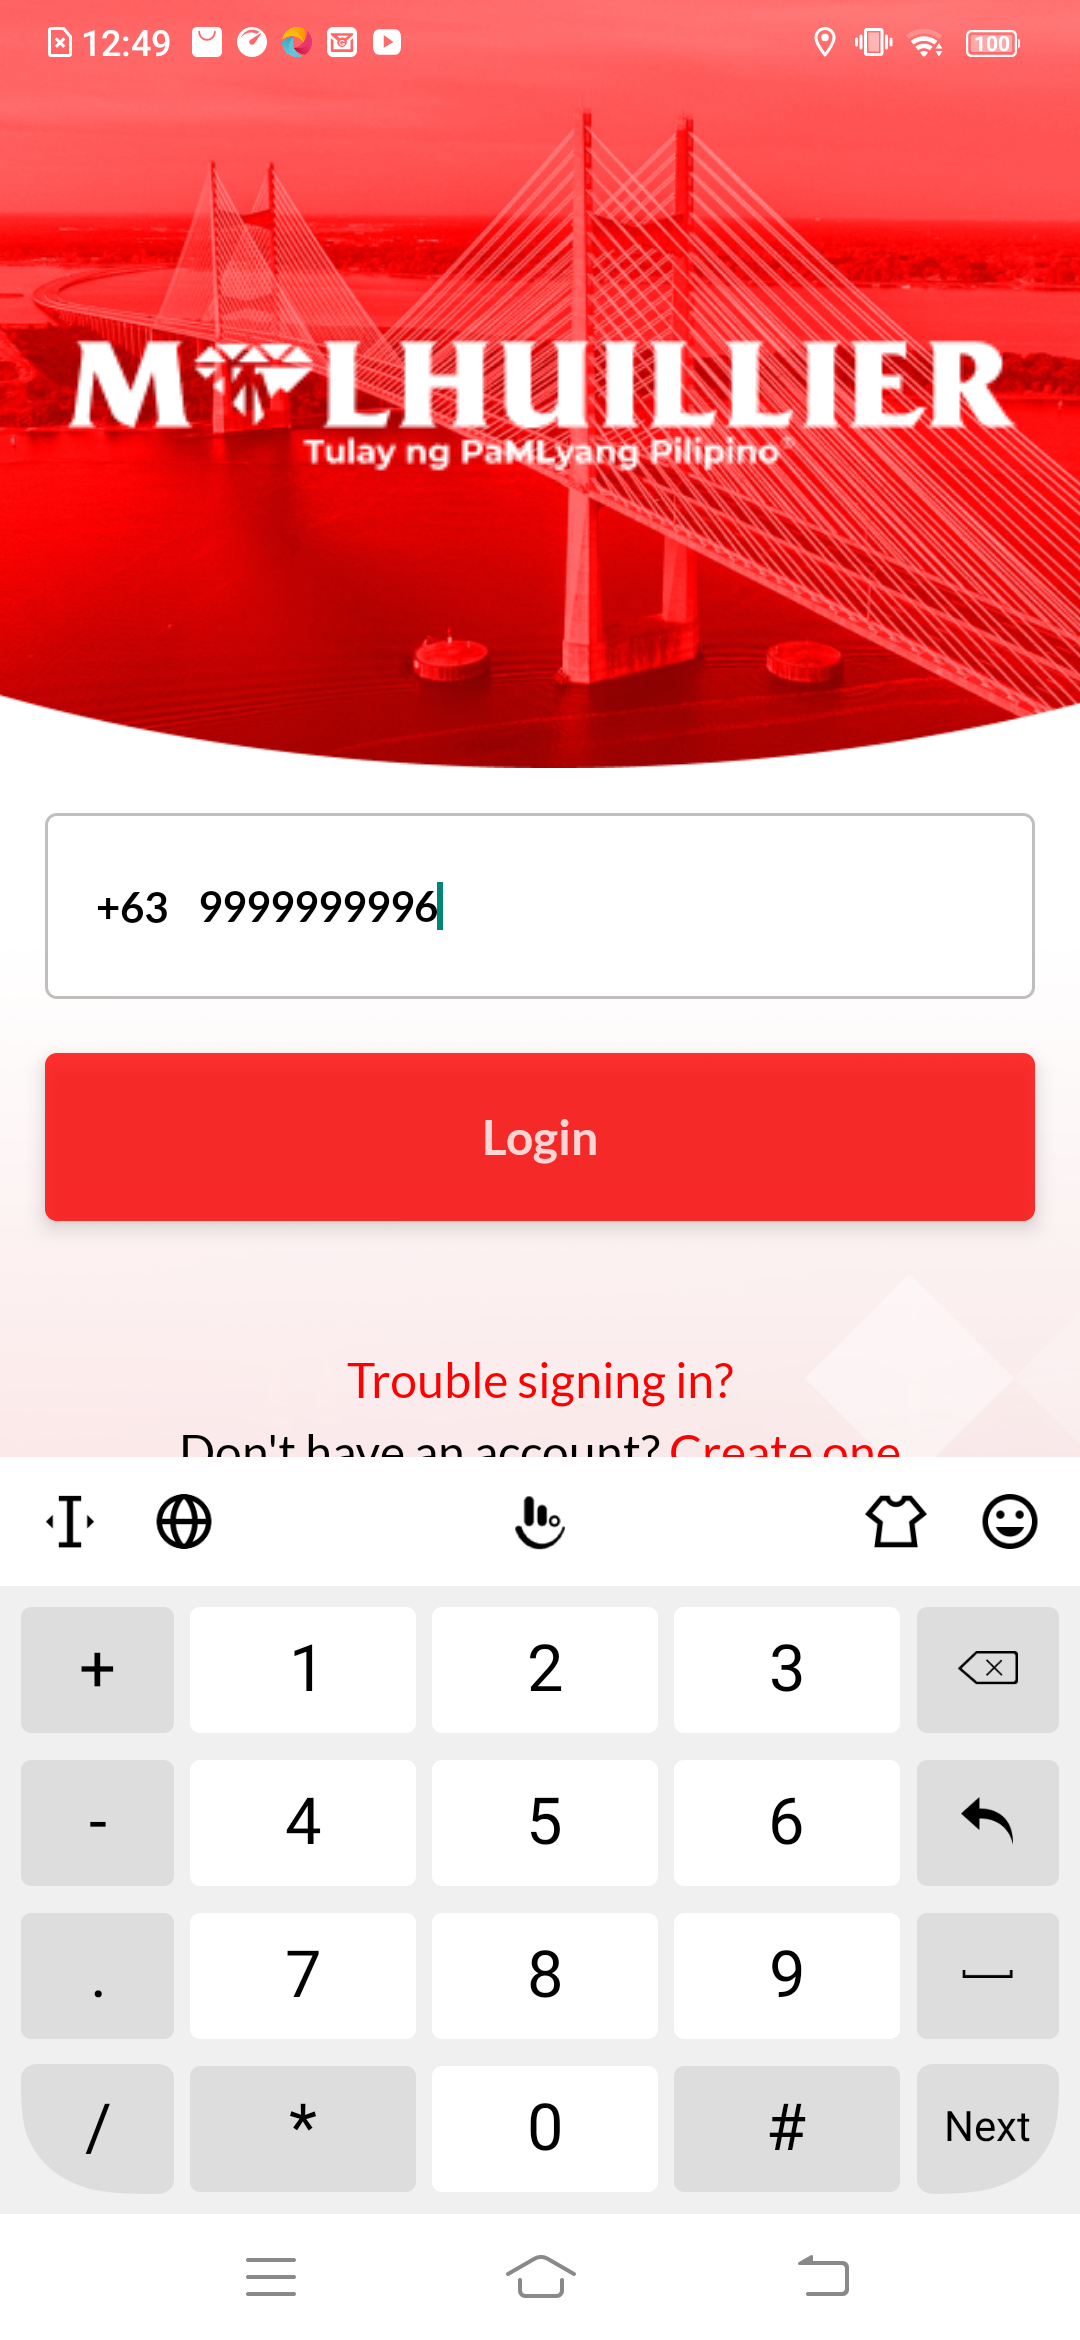 12:49
100
M LHUILLIER
Tulay ng PaMLyang Pilipino®
+63 9999999996
Login
Trouble signing in?
Don't have an account? Create one
+ 1 2 3
- 4 5 6
. 7 8 9
/ * 0 # Next